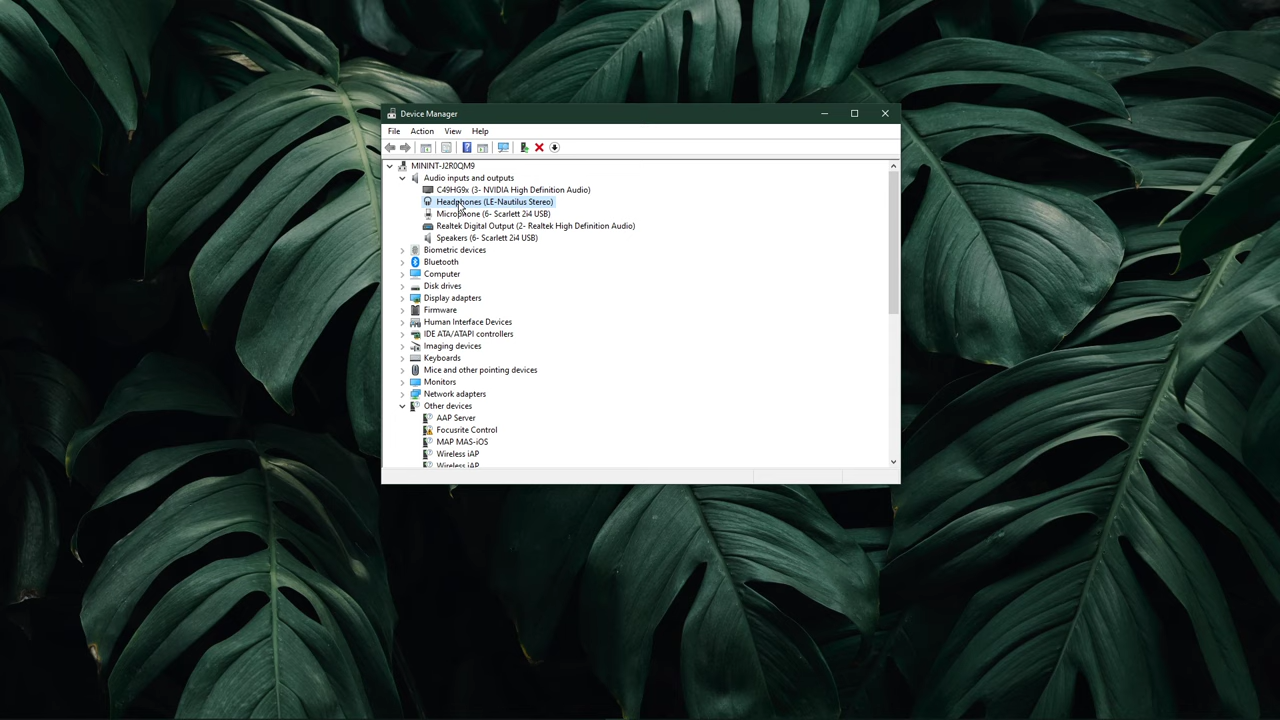 Device Manager
File Action View Help
MININT-J2R0QM9
Audio inputs and outputs
C49HG9x (3- NVIDIA High Definition Audio)
Headphones (LE-Nautilus Stereo)
Microphone (6- Scarlett 2i4 USB)
Realtek Digital Output (2- Realtek High Definition Audio)
Speakers (6- Scarlett 2i4 USB)
Biometric devices
Bluetooth
Computer
Disk drives
Display adapters
Firmware
Human Interface Devices
IDE ATA/ATAPI controllers
Imaging devices
Keyboards
Mice and other pointing devices
Monitors
Network adapters
Other devices
AAP Server
Focusrite Control
MAP MAS-iOS
Wireless iAP
Wireless iAP